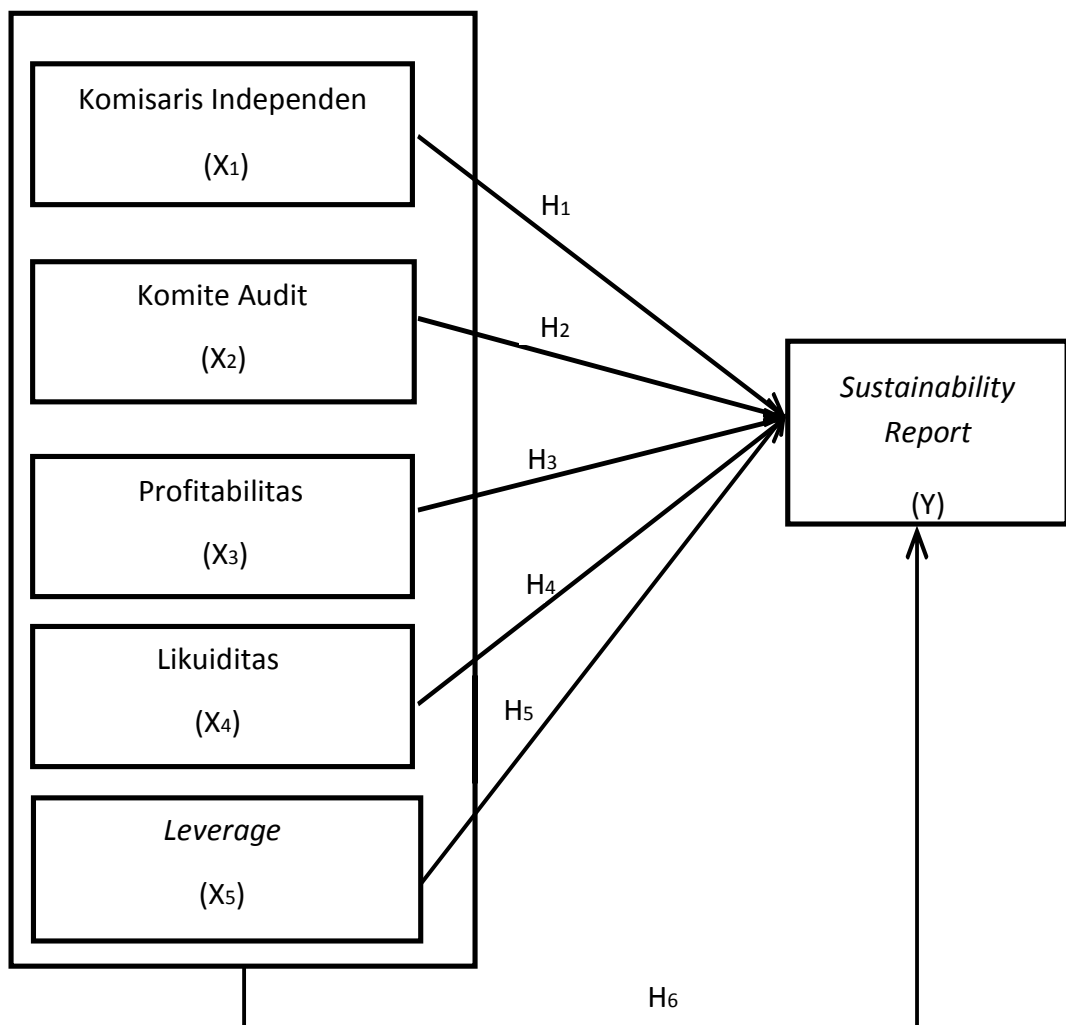 Komisaris Independen
(X1)
H1
Komite Audit
(X2)
H2
Profitabilitas
(X3)
H3
Likuiditas
(X4)
H4
Leverage
(X5)
H5
Sustainability
Report
(Y)
H6